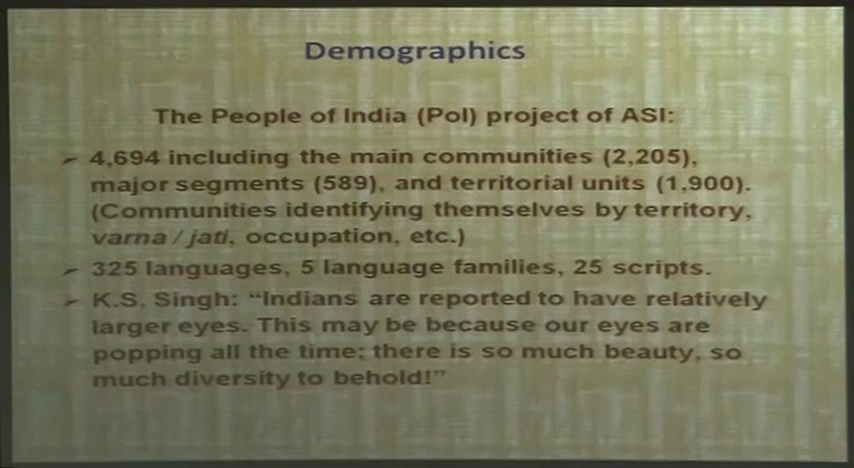 Demographics
The People of India (PoI) project of ASI:
➢ 4,694 including the main communities (2,205),
major segments (589), and territorial units (1,900).
(Communities identifying themselves by territory,
varna / jati, occupation, etc.)
➢ 325 languages, 5 language families, 25 scripts.
➢ K.S. Singh: “Indians are reported to have relatively
larger eyes. This may be because our eyes are
popping all the time; there is so much beauty, so
much diversity to behold!”